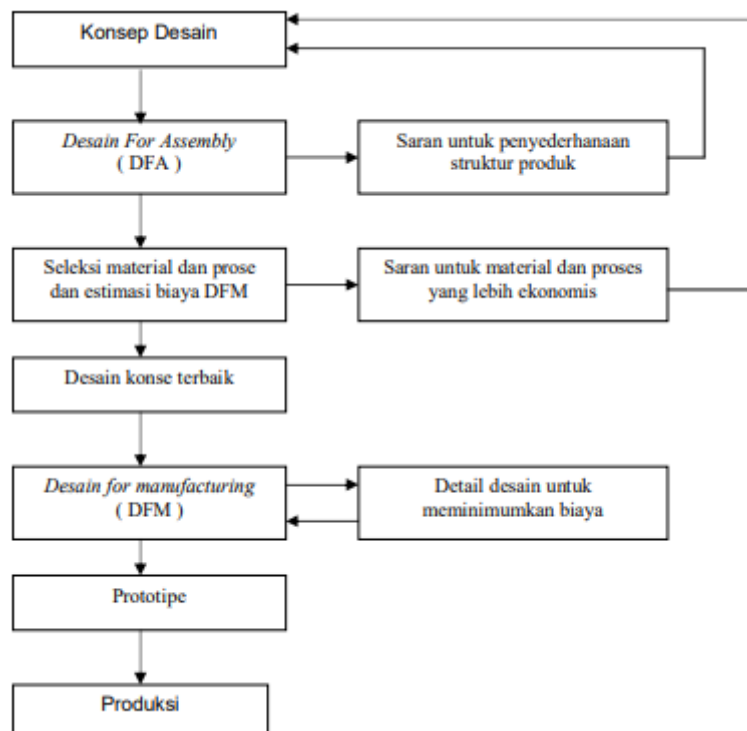 Konsep Desain
Desain For Assembly
( DFA )
Saran untuk penyederhanaan
struktur produk
Seleksi material dan prose
dan estimasi biaya DFM
Saran untuk material dan proses
yang lebih ekonomis
Desain konse terbaik
Desain for manufacturing
( DFM )
Detail desain untuk
meminimumkan biaya
Prototipe
Produksi